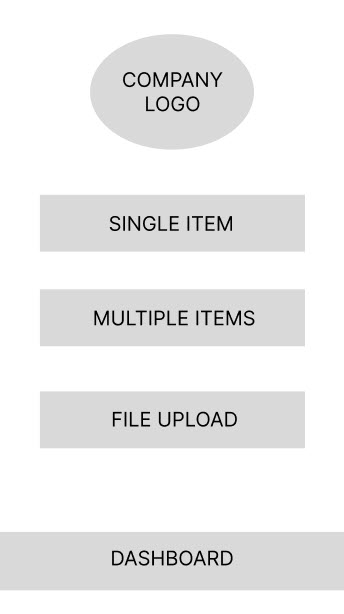 COMPANY
LOGO
SINGLE ITEM
MULTIPLE ITEMS
FILE UPLOAD
DASHBOARD